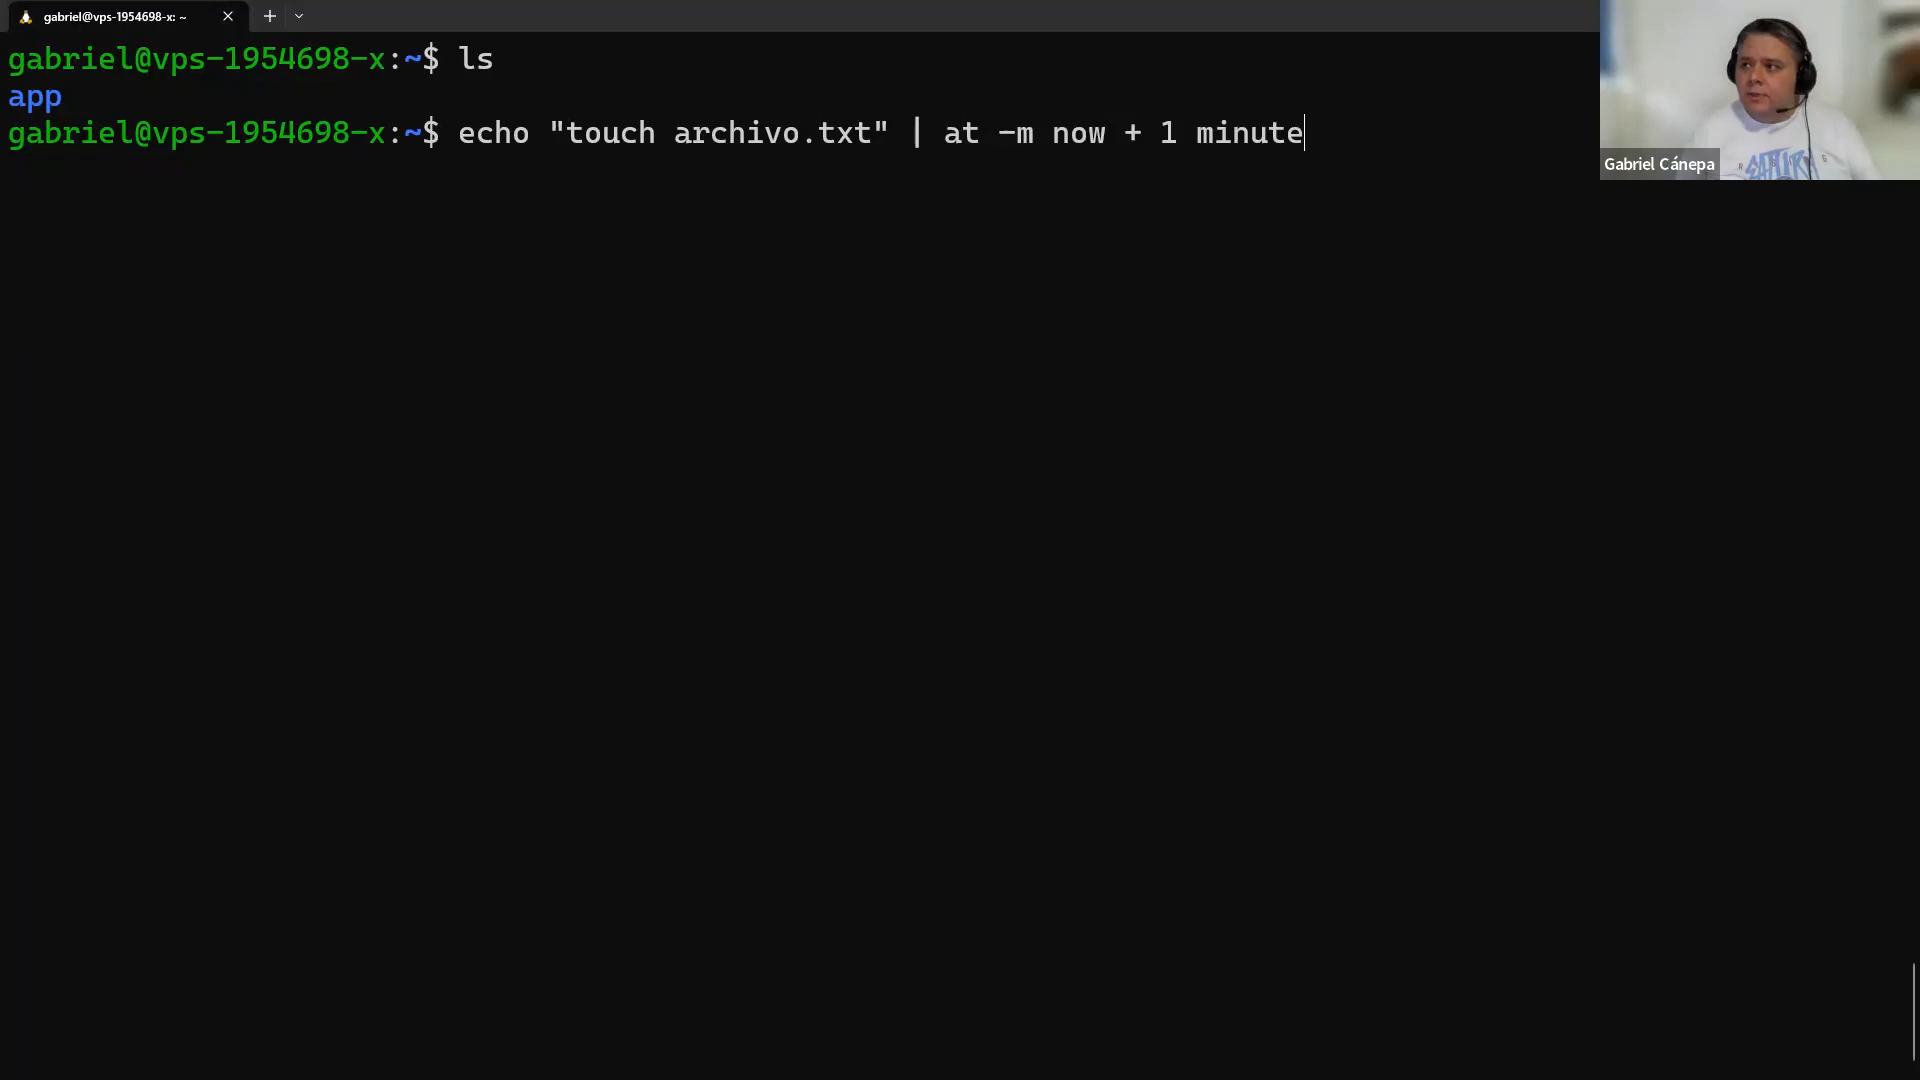 gabriel@vps-1954698-x: ~
gabriel@vps-1954698-x:~$ ls
app
gabriel@vps-1954698-x:~$ echo "touch archivo.txt" | at -m now + 1 minute
Gabriel Cánepa